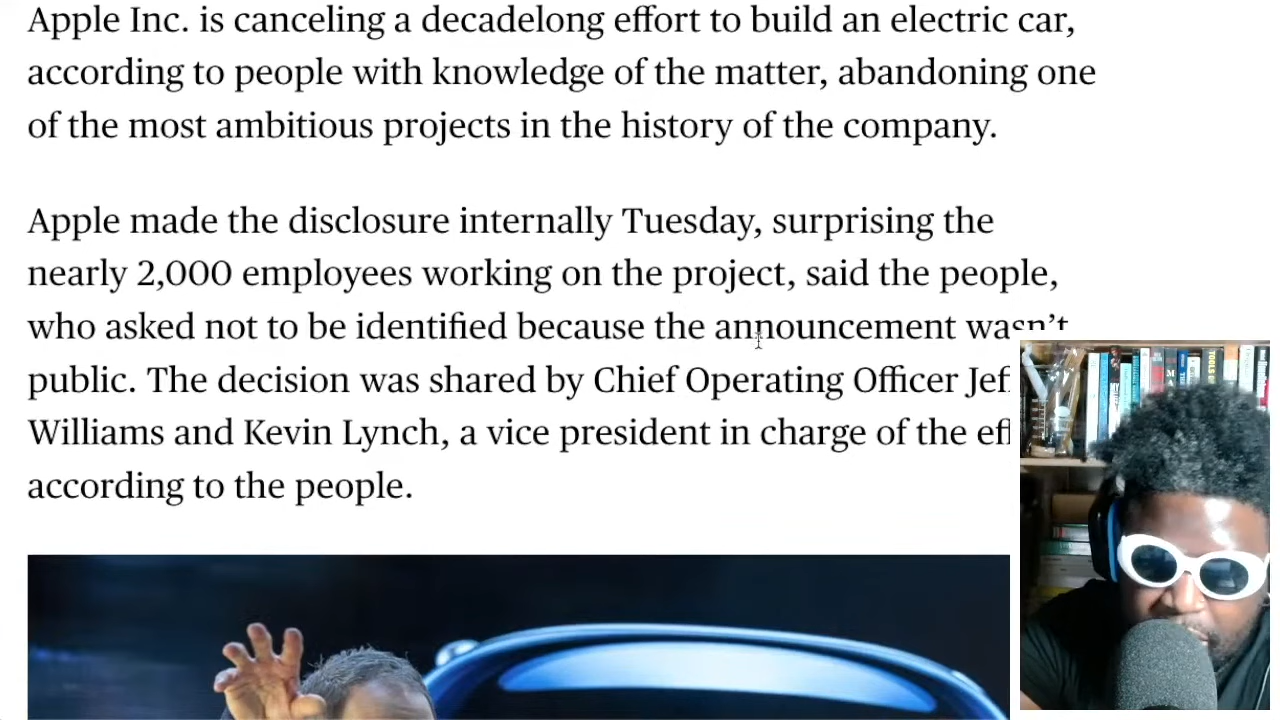 Apple Inc. is canceling a decadelong effort to build an electric car,
according to people with knowledge of the matter, abandoning one
of the most ambitious projects in the history of the company.
Apple made the disclosure internally Tuesday, surprising the
nearly 2,000 employees working on the project, said the people,
who asked not to be identified because the announcement wasn’t
public. The decision was shared by Chief Operating Officer
Williams and Kevin Lynch, a vice president in charge of the
according to the people.